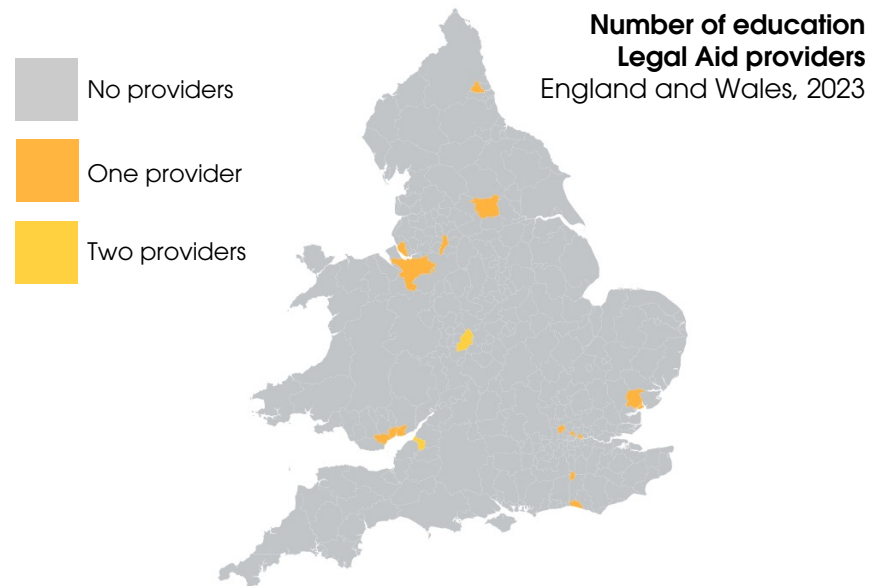 Number of education
Legal Aid providers
England and Wales, 2023
No providers
One provider
Two providers